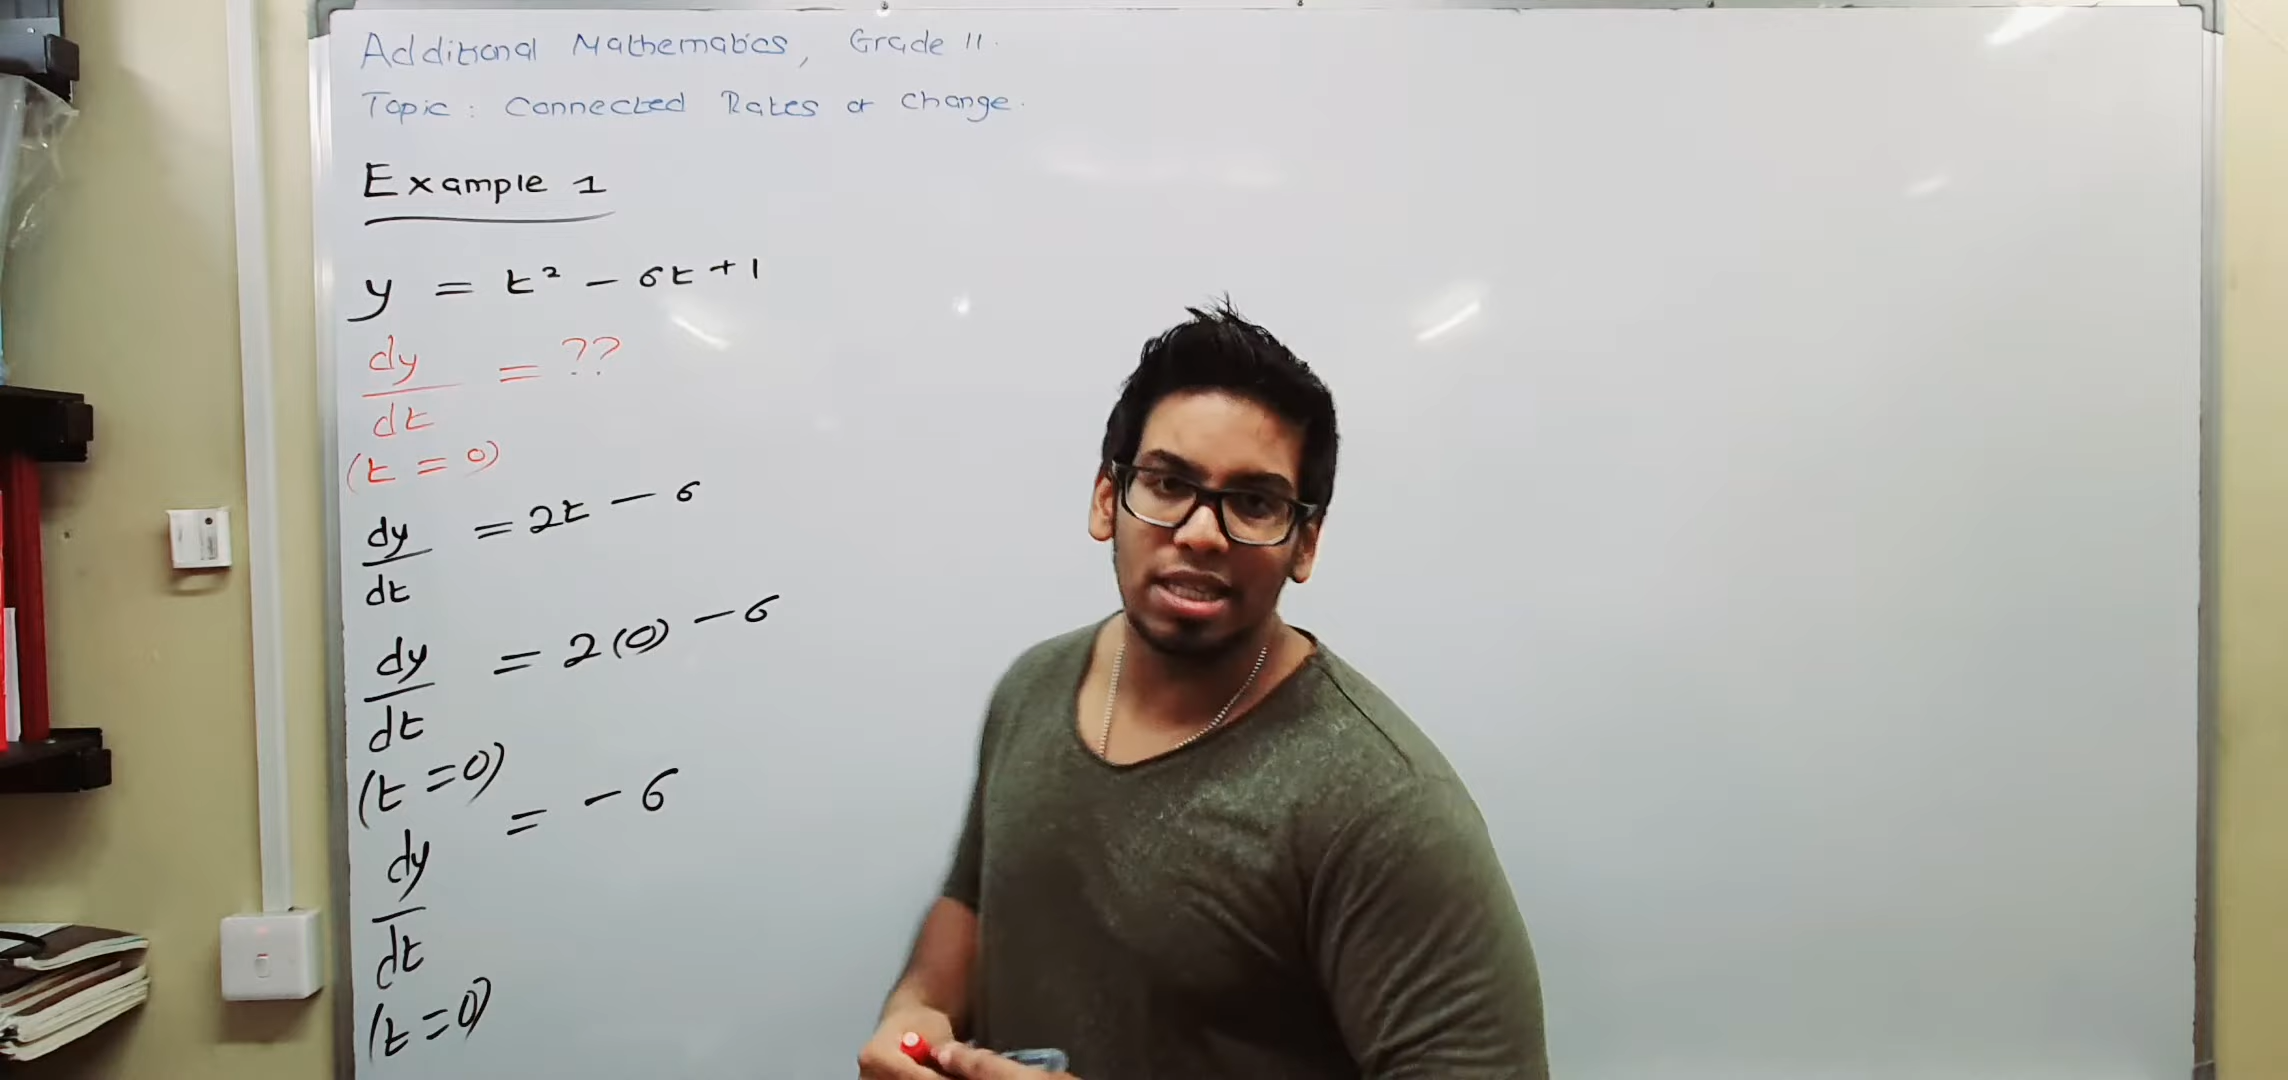 Additional Mathematics, Grade 11.
Topic: Connected Rates of Change.
Example 1
y = t² - 6t + 1
dy/dt = ??
(t = 0)
dy/dt = 2t - 6
dy/dt = 2(0) - 6
(t = 0)
dy/dt = - 6
(t = 0)